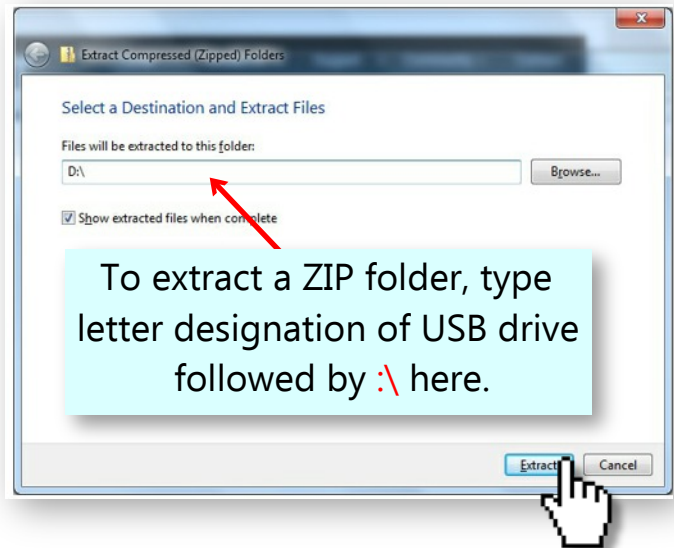 Extract Compressed (Zipped) Folders
Select a Destination and Extract Files
Files will be extracted to this folder:
D:\
Browse...
Show extracted files when complete
To extract a ZIP folder, type
letter designation of USB drive
followed by :\ here.
Extract
Cancel